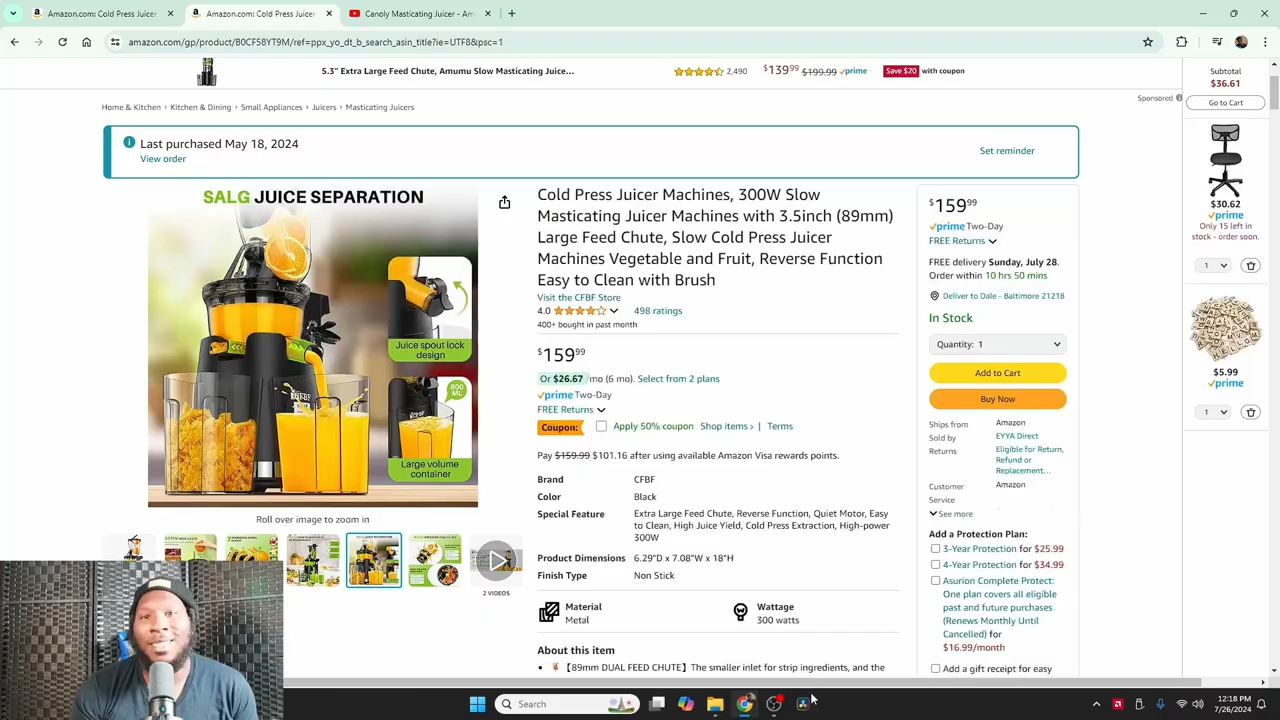 Amazon.com: Cold Press Juicer
Amazon.com: Cold Press Juicer
Canoly Mastating Juicer - Am
amazon.com/gp/product/B0CF58YT9M/ref=ppx_yo_dt_b_search_asin_title?ie=UTF8&psc=1
5.3" Extra Large Feed Chute, Amumu Slow Masticating Juice…
2,490
$139⁹⁹ $199.99 prime
Save $20 with coupon
Subtotal
$36.61
Go to Cart
Sponsored
Home & Kitchen › Kitchen & Dining › Small Appliances › Juicers › Masticating Juicers
Last purchased May 18, 2024
View order
Set reminder
SALG JUICE SEPARATION
Juice spout lock
design
800
ML
Large volume
container
Roll over image to zoom in
2 VIDEOS
Cold Press Juicer Machines, 300W Slow
Masticating Juicer Machines with 3.5inch (89mm)
Large Feed Chute, Slow Cold Press Juicer
Machines Vegetable and Fruit, Reverse Function
Easy to Clean with Brush
Visit the CFBF Store
4.0 498 ratings
400+ bought in past month
$159⁹⁹
Or $26.67 /mo (6 mo). Select from 2 plans
prime Two-Day
FREE Returns
Coupon: Apply 50% coupon Shop items › | Terms
Pay $159.99 $101.16 after using available Amazon Visa rewards points.
Brand CFBF
Color Black
Special Feature Extra Large Feed Chute, Reverse Function, Quiet Motor, Easy
to Clean, High Juice Yield, Cold Press Extraction, High-power
300W
Product Dimensions 6.29"D x 7.08"W x 18"H
Finish Type Non Stick
Material
Metal
Wattage
300 watts
About this item
• 【89mm DUAL FEED CHUTE】The smaller inlet for strip ingredients, and the
$159⁹⁹
prime Two-Day
FREE Returns
FREE delivery Sunday, July 28.
Order within 10 hrs 50 mins
Deliver to Dale - Baltimore 21218
In Stock
Quantity: 1
Add to Cart
Buy Now
Ships from Amazon
Sold by EYYA Direct
Returns Eligible for Return,
Refund or
Replacement…
Customer Amazon
Service
See more
Add a Protection Plan:
3-Year Protection for $25.99
4-Year Protection for $34.99
Asurion Complete Protect:
One plan covers all eligible
past and future purchases
(Renews Monthly Until
Cancelled) for
$16.99/month
Add a gift receipt for easy
$30.62
prime
Only 15 left in
stock - order soon.
1
$5.99
prime
1
Search
12:18 PM
7/26/2024